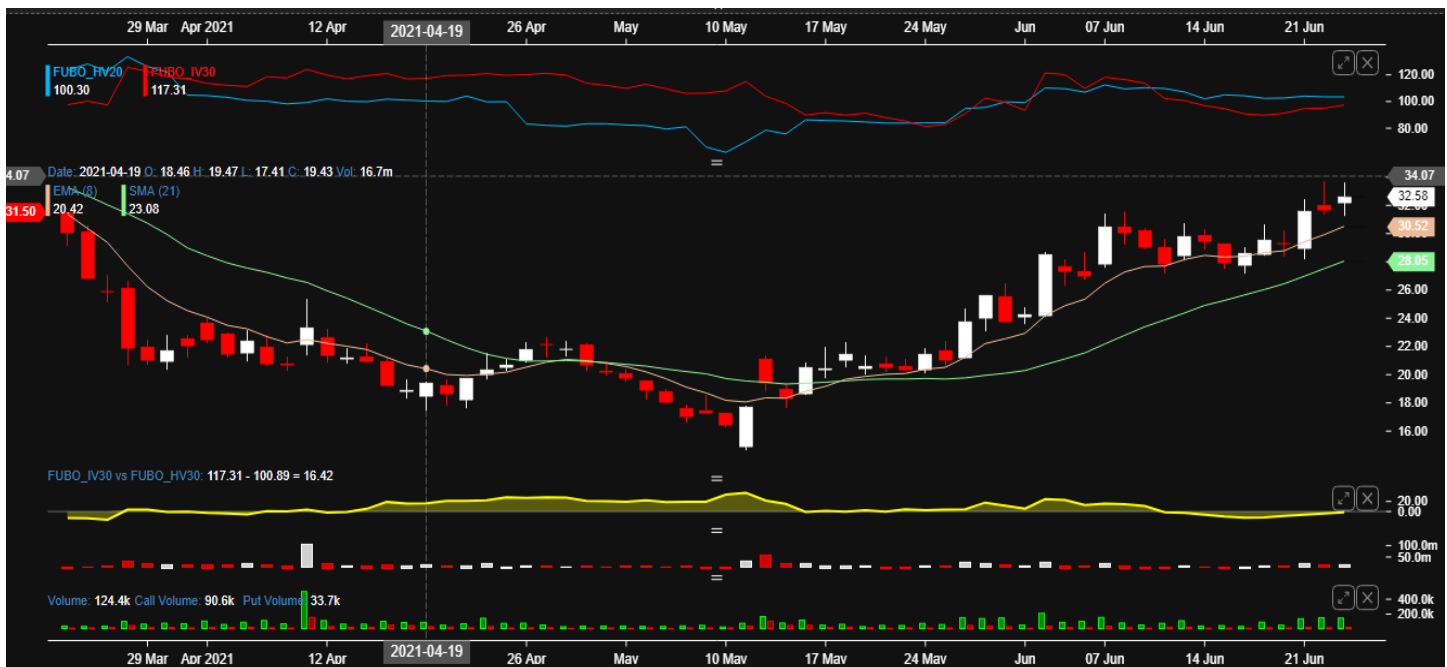 29 Mar Apr 2021 12 Apr 2021-04-19 26 Apr May 10 May 17 May 24 May Jun 07 Jun 14 Jun 21 Jun
FUBO_HV20 FUBO_IV30
100.30 117.31
120.00
100.00
80.00
Date: 2021-04-19 O: 18.46 H: 19.47 L: 17.41 C: 19.43 Vol: 16.7m
4.07 34.07
EMA (8) SMA (21)
20.42 23.08
32.58
32.00
31.50
30.52
28.05
26.00
24.00
22.00
20.00
18.00
16.00
FUBO_IV30 vs FUBO_HV30: 117.31 - 100.89 = 16.42
20.00
0.00
100.0m
50.0m
Volume: 124.4k Call Volume: 90.6k Put Volume: 33.7k
400.0k
200.0k
29 Mar Apr 2021 12 Apr 2021-04-19 26 Apr May 10 May 17 May 24 May Jun 07 Jun 14 Jun 21 Jun